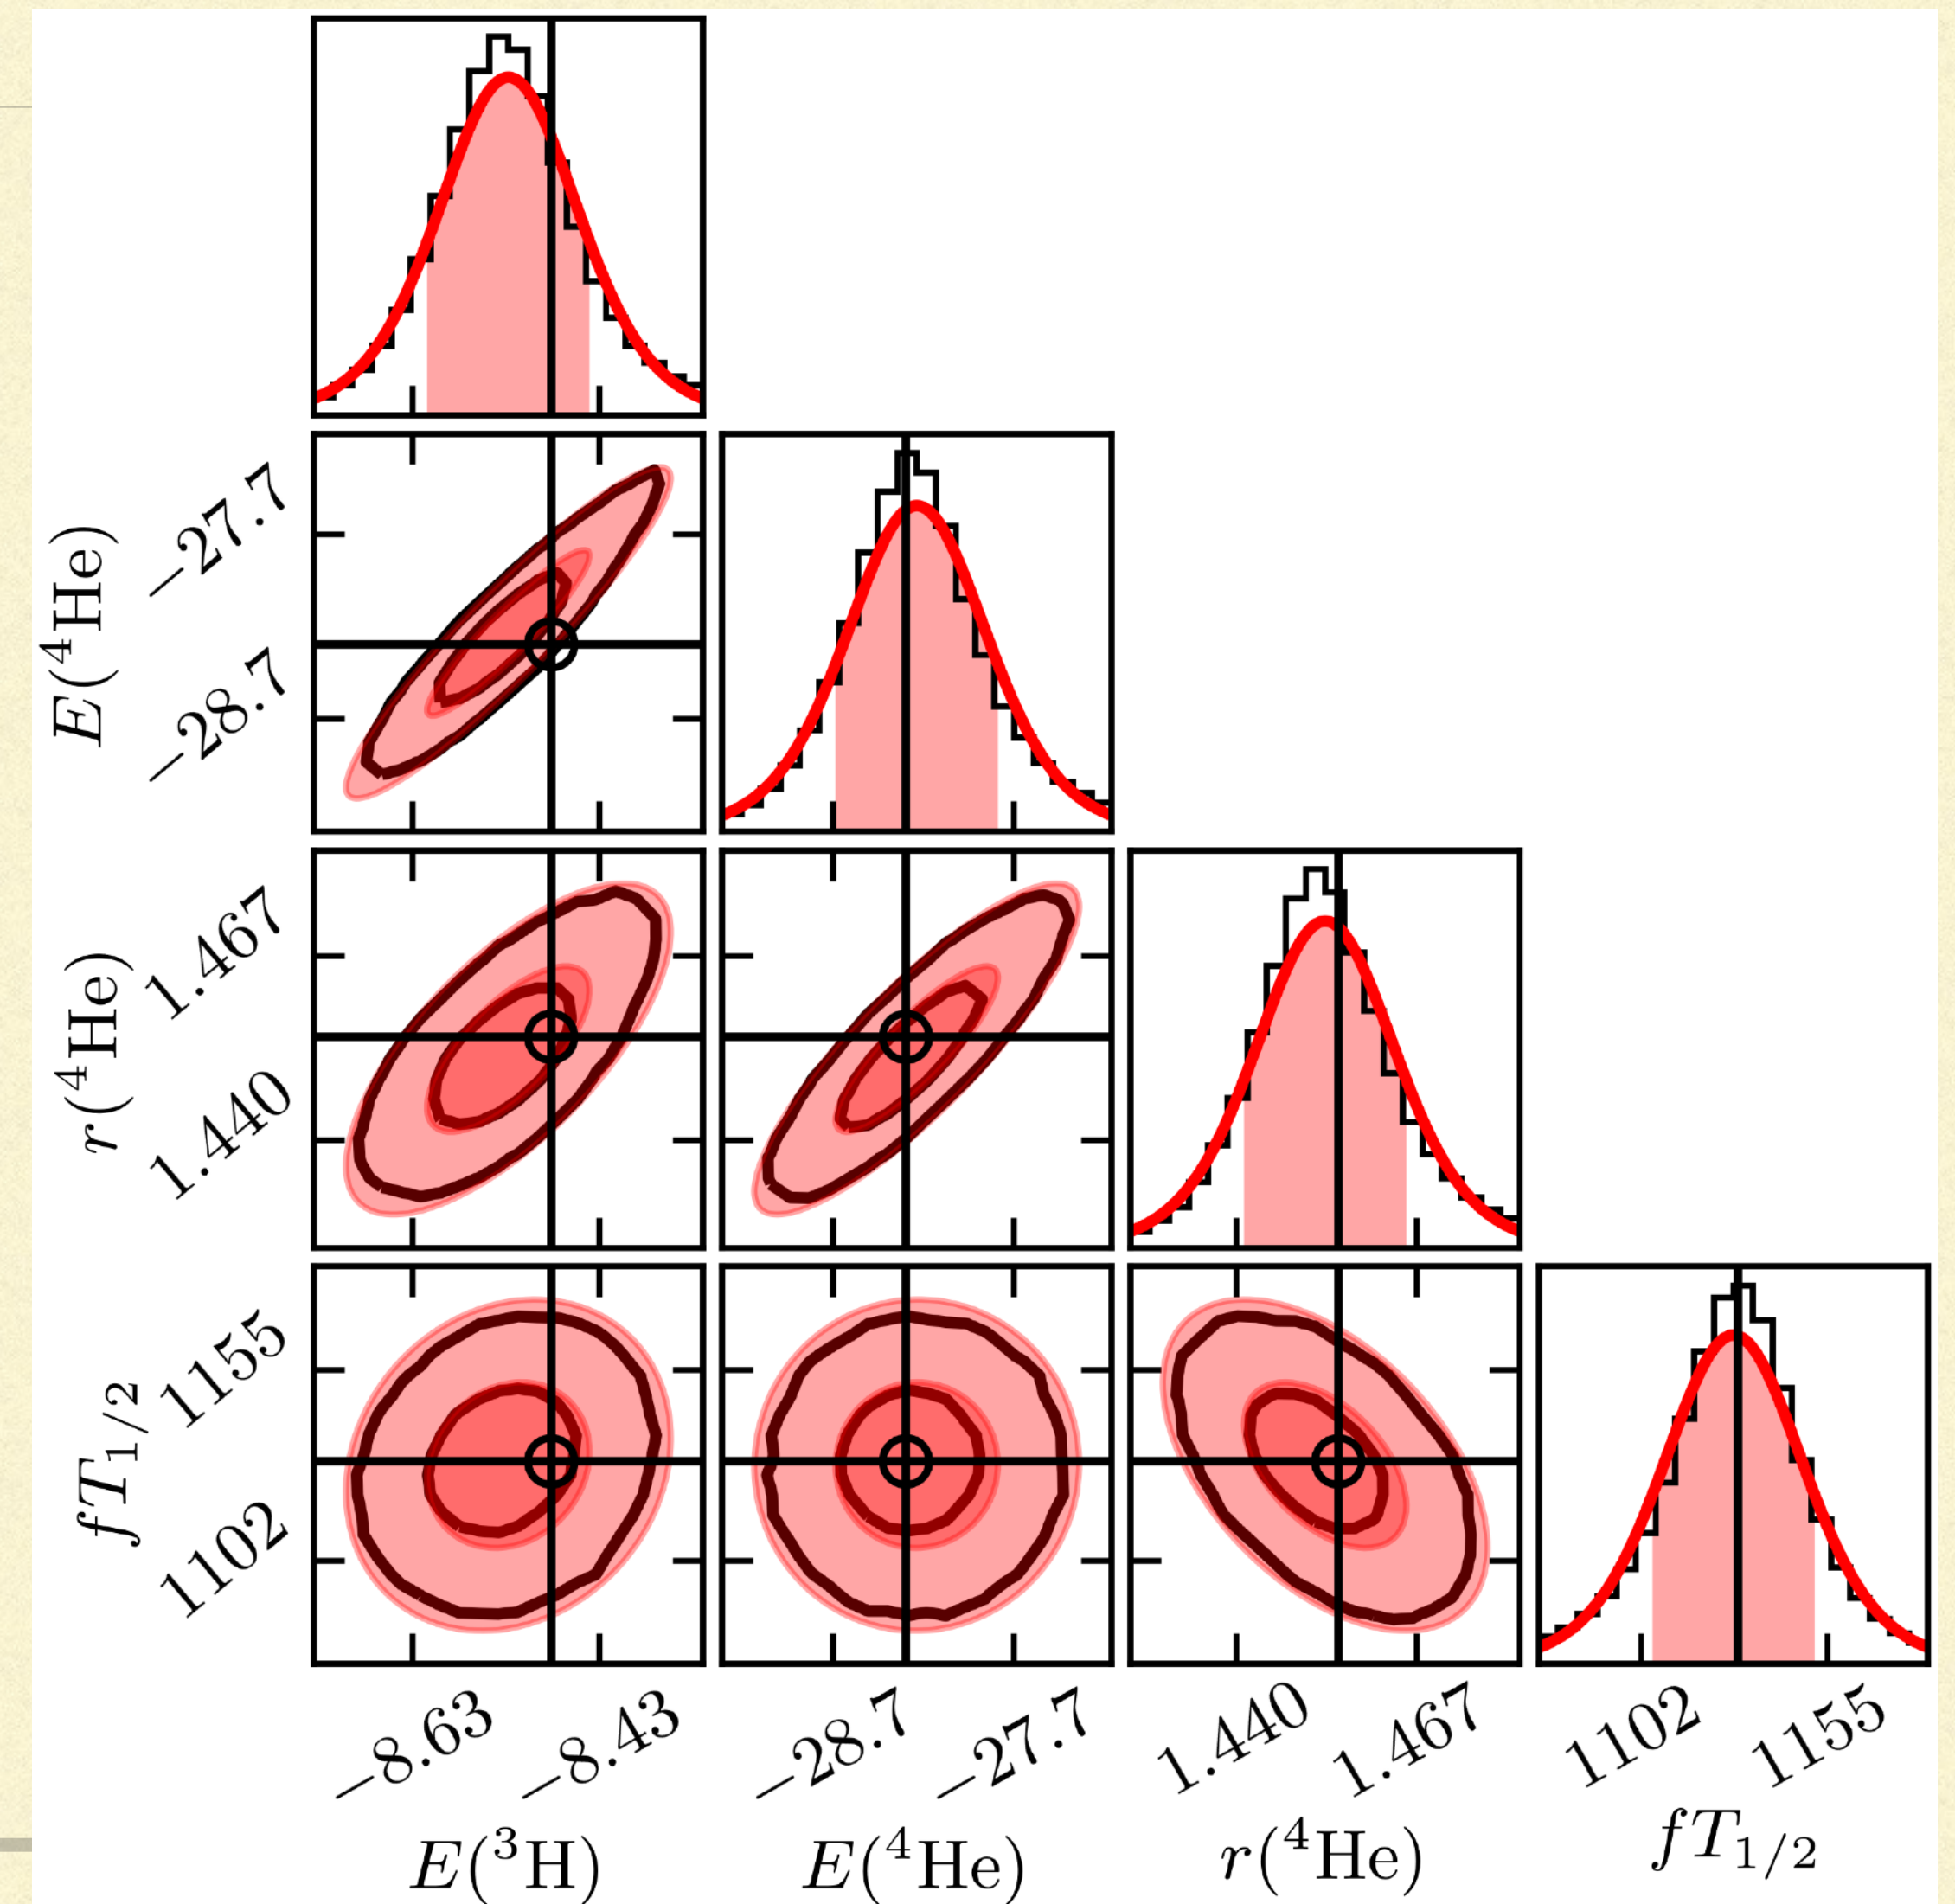 E(⁴He)
−27.7
−28.7
r(⁴He)
1.467
1.440
fT₁/₂
1155
1102
−8.63 −8.43 −28.7 −27.7 1.440 1.467 1102 1155
E(³H) E(⁴He) r(⁴He) fT₁/₂